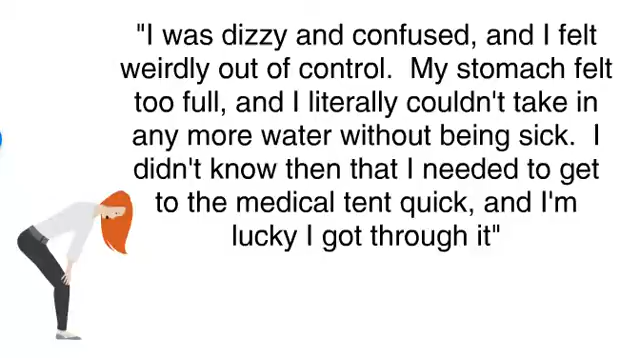 "I was dizzy and confused, and I felt
weirdly out of control.  My stomach felt
too full, and I literally couldn't take in
any more water without being sick.  I
didn't know then that I needed to get
to the medical tent quick, and I'm
lucky I got through it"